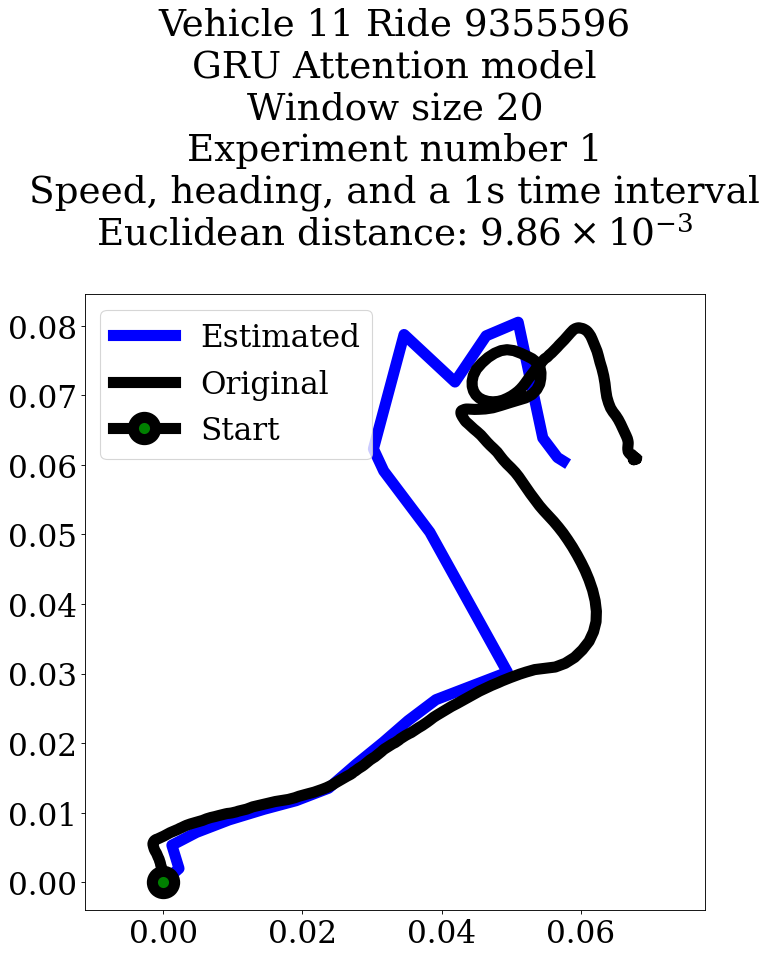 Vehicle 11 Ride 9355596
GRU Attention model
Window size 20
Experiment number 1
Speed, heading, and a 1s time interval
Euclidean distance: 9.86 × 10⁻³
Estimated
Original
Start
0.08
0.07
0.06
0.05
0.04
0.03
0.02
0.01
0.00
0.00 0.02 0.04 0.06